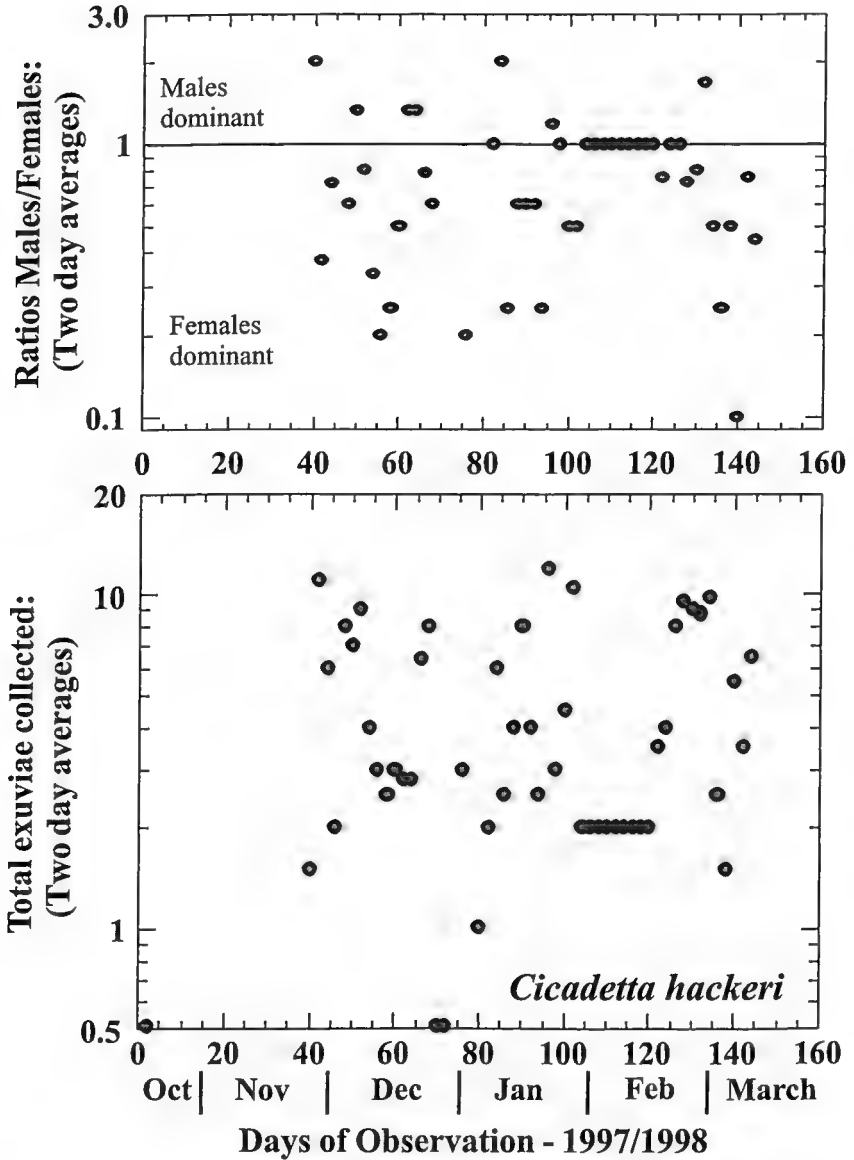 3.0
Ratios Males/Females:
(Two day averages)
Males
dominant
1
Females
dominant
0.1
0 20 40 60 80 100 120 140 160
20
Total exuviae collected:
(Two day averages)
10
1
Cicadetta hackeri
0.5
0 20 40 60 80 100 120 140 160
Oct | Nov | Dec | Jan | Feb | March
Days of Observation - 1997/1998